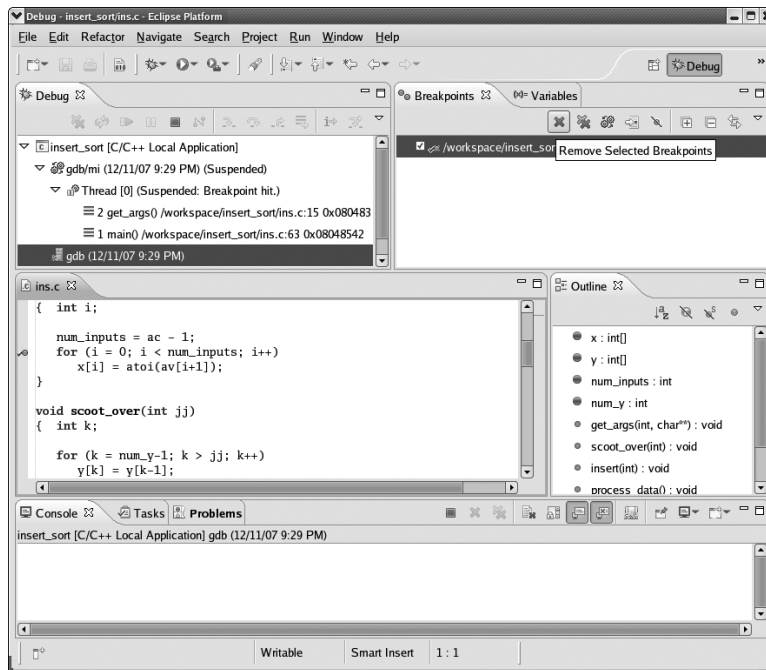 Debug - insert_sort/ins.c - Eclipse Platform
File Edit Refactor Navigate Search Project Run Window Help
Debug
»
Debug
Breakpoints (x)= Variables
insert_sort [C/C++ Local Application]
gdb/mi (12/11/07 9:29 PM) (Suspended)
Thread [0] (Suspended: Breakpoint hit.)
2 get_args() /workspace/insert_sort/ins.c:15 0x080483
1 main() /workspace/insert_sort/ins.c:63 0x08048542
gdb (12/11/07 9:29 PM)
/workspace/insert_sor
Remove Selected Breakpoints
ins.c
{ int i;
num_inputs = ac - 1;
for (i = 0; i < num_inputs; i++)
x[i] = atoi(av[i+1]);
}
void scoot_over(int jj)
{ int k;
for (k = num_y-1; k > jj; k++)
y[k] = y[k-1];
Outline
x : int[]
y : int[]
num_inputs : int
num_y : int
get_args(int, char**) : void
scoot_over(int) : void
insert(int) : void
process_data() : void
Console Tasks Problems
insert_sort [C/C++ Local Application] gdb (12/11/07 9:29 PM)
Writable Smart Insert 1 : 1